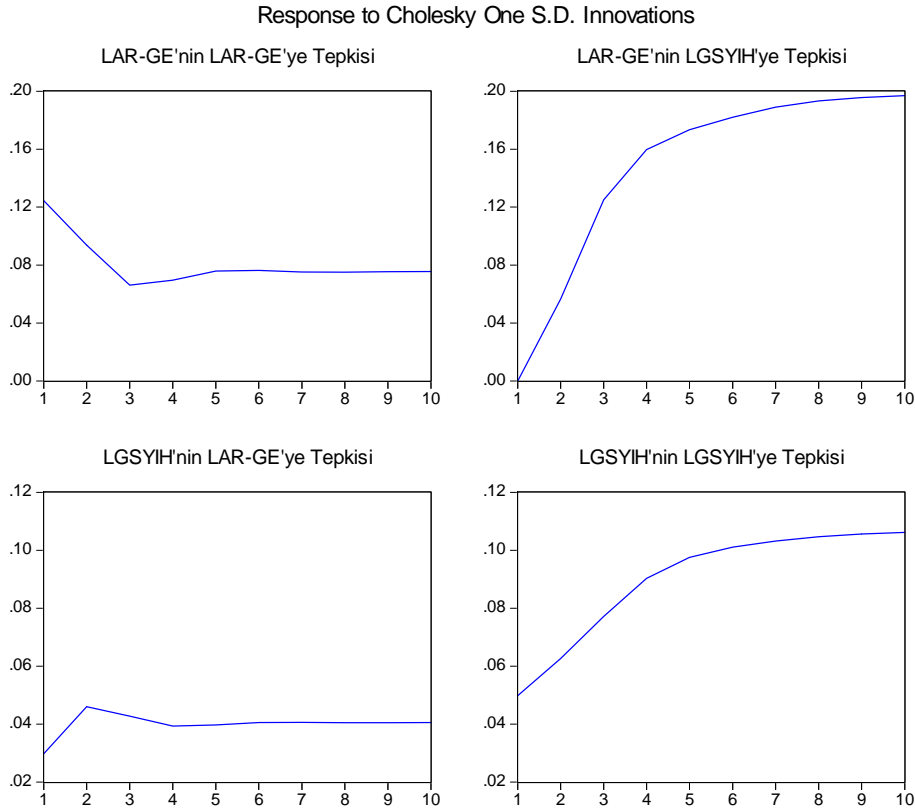 Response to Cholesky One S.D. Innovations
LAR-GE'nin LAR-GE'ye Tepkisi
.20
.16
.12
.08
.04
.00
1 2 3 4 5 6 7 8 9 10
LAR-GE'nin LGSYIH'ye Tepkisi
.20
.16
.12
.08
.04
.00
1 2 3 4 5 6 7 8 9 10
LGSYIH'nin LAR-GE'ye Tepkisi
.12
.10
.08
.06
.04
.02
1 2 3 4 5 6 7 8 9 10
LGSYIH'nin LGSYIH'ye Tepkisi
.12
.10
.08
.06
.04
.02
1 2 3 4 5 6 7 8 9 10